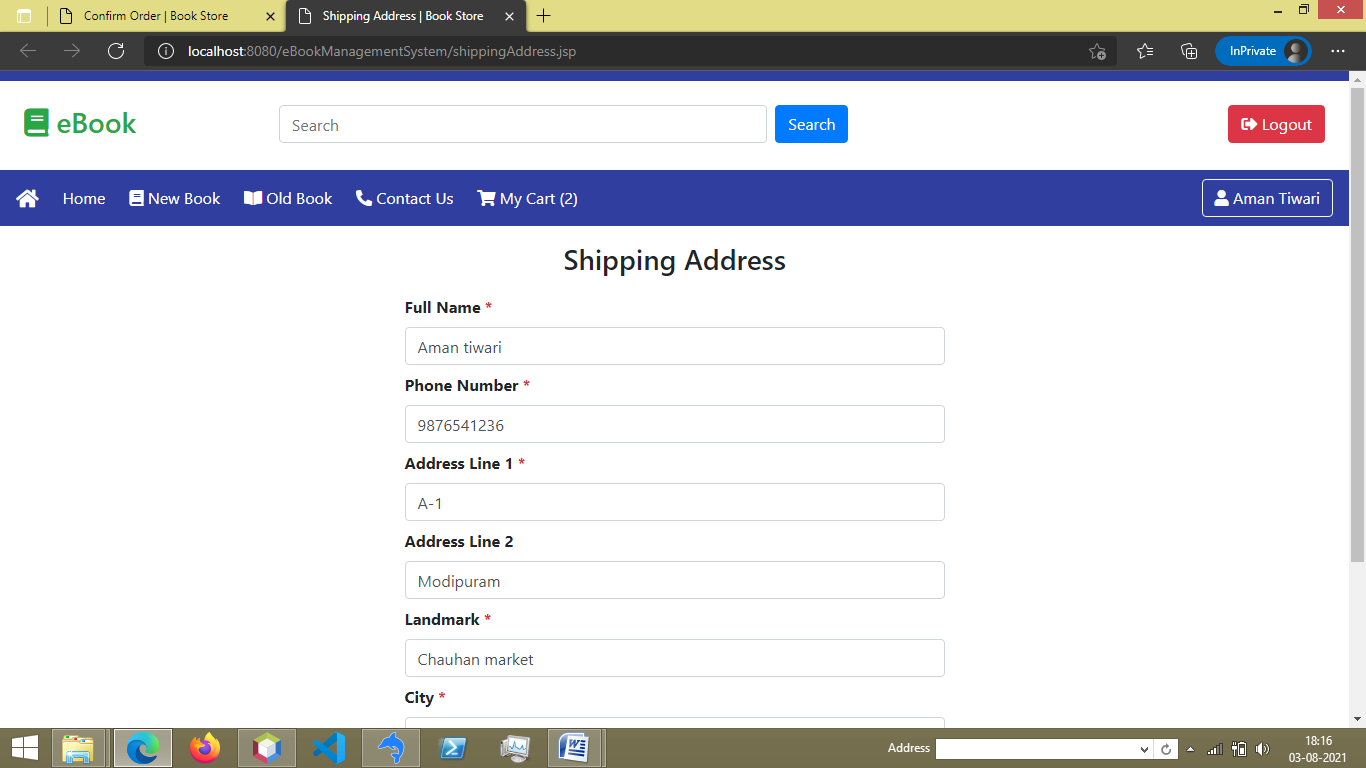 Confirm Order | Book Store
Shipping Address | Book Store
localhost:8080/eBookManagementSystem/shippingAddress.jsp
InPrivate
eBook
Search
Search
Logout
Home
New Book
Old Book
Contact Us
My Cart (2)
Aman Tiwari
Shipping Address
Full Name *
Aman tiwari
Phone Number *
9876541236
Address Line 1 *
A-1
Address Line 2
Modipuram
Landmark *
Chauhan market
City *
Address
18:16
03-08-2021